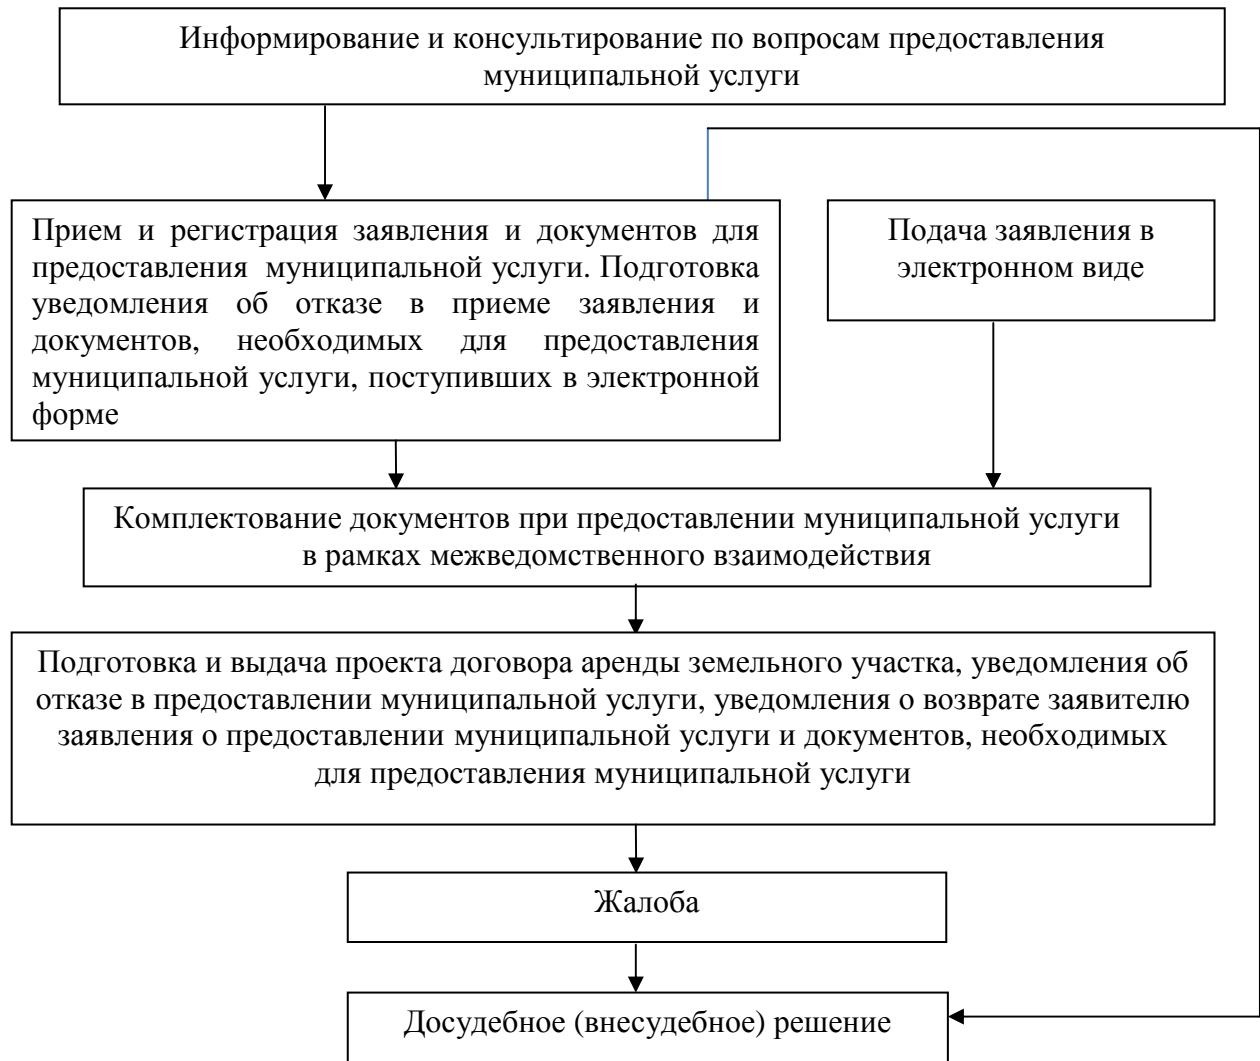 Информирование и консультирование по вопросам предоставления
муниципальной услуги
Прием и регистрация заявления и документов для
предоставления муниципальной услуги. Подготовка
уведомления об отказе в приеме заявления и
документов, необходимых для предоставления
муниципальной услуги, поступивших в электронной
форме
Подача заявления в
электронном виде
Комплектование документов при предоставлении муниципальной услуги
в рамках межведомственного взаимодействия
Подготовка и выдача проекта договора аренды земельного участка, уведомления об
отказе в предоставлении муниципальной услуги, уведомления о возврате заявителю
заявления о предоставлении муниципальной услуги и документов, необходимых
для предоставления муниципальной услуги
Жалоба
Досудебное (внесудебное) решение